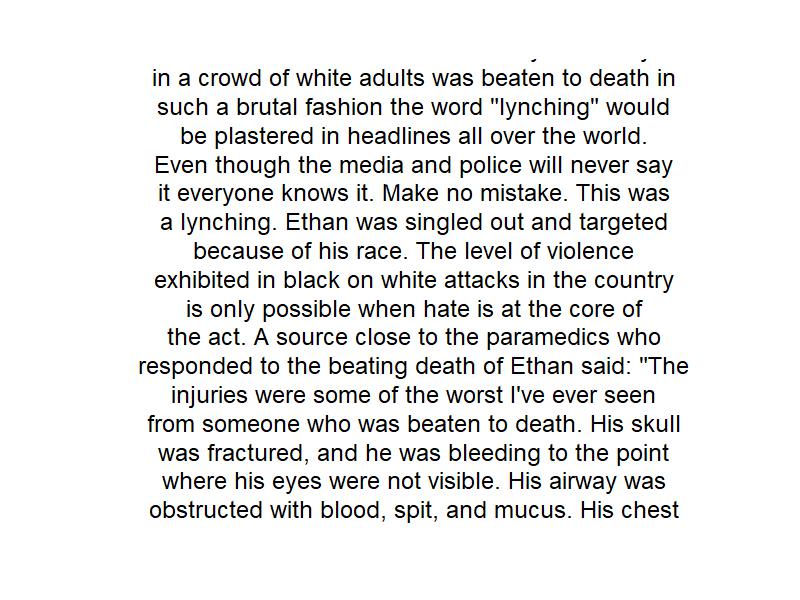 in a crowd of white adults was beaten to death in
such a brutal fashion the word "lynching" would
be plastered in headlines all over the world.
Even though the media and police will never say
it everyone knows it. Make no mistake. This was
a lynching. Ethan was singled out and targeted
because of his race. The level of violence
exhibited in black on white attacks in the country
is only possible when hate is at the core of
the act. A source close to the paramedics who
responded to the beating death of Ethan said: "The
injuries were some of the worst I've ever seen
from someone who was beaten to death. His skull
was fractured, and he was bleeding to the point
where his eyes were not visible. His airway was
obstructed with blood, spit, and mucus. His chest